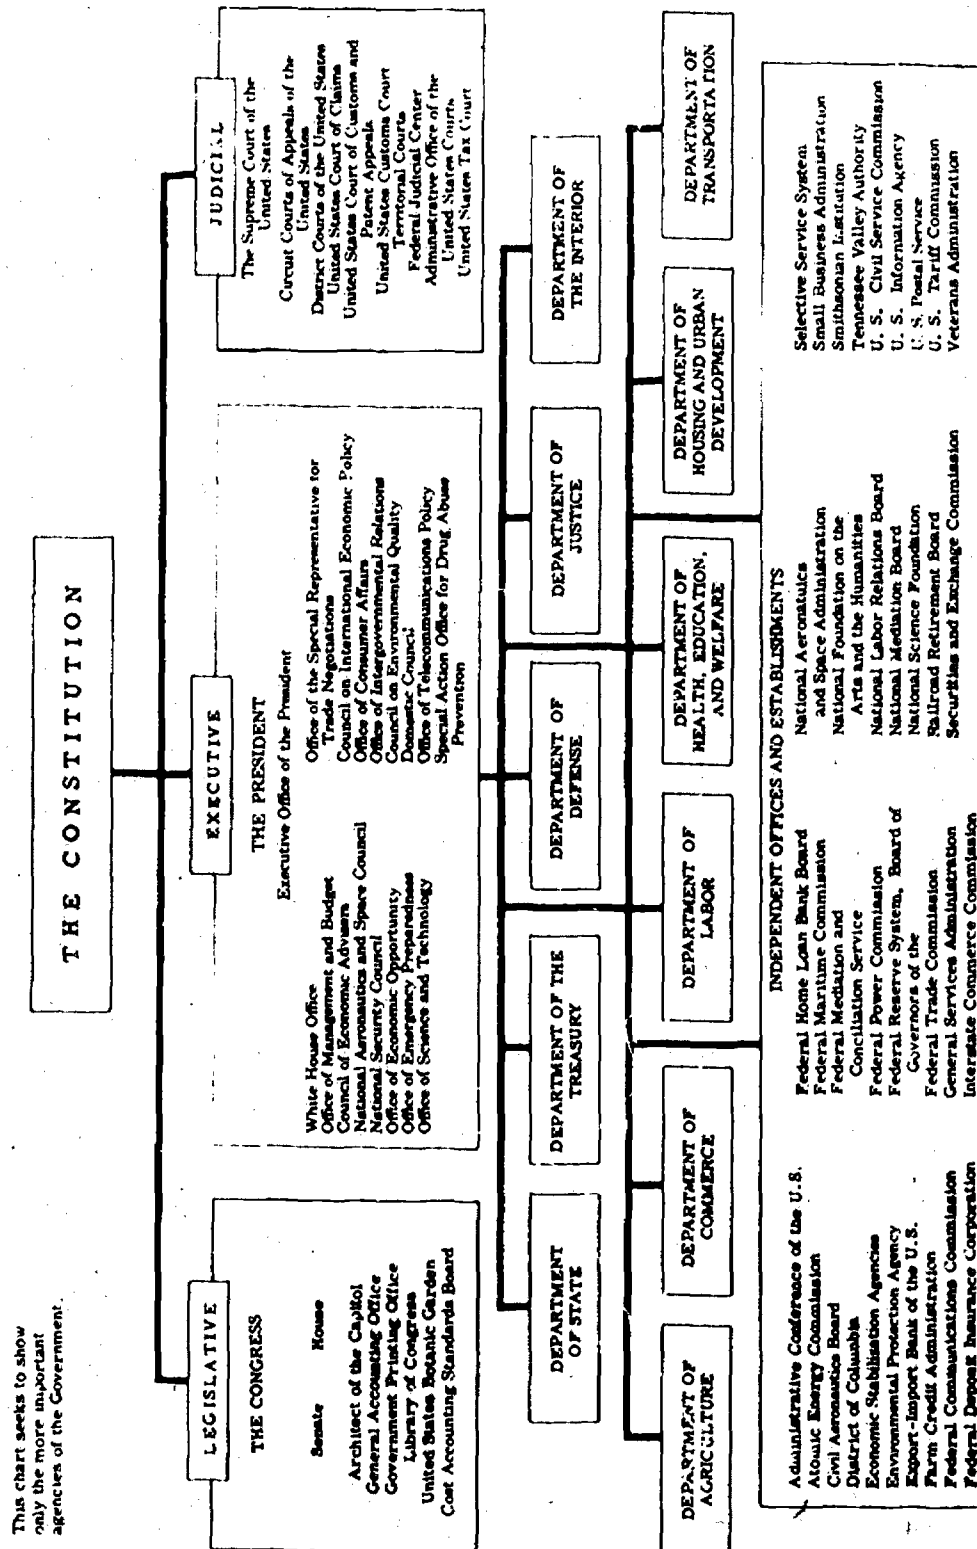 This chart seeks to show
only the more important
agencies of the Government.
THE CONSTITUTION
LEGISLATIVE
THE CONGRESS
Senate House
Architect of the Capitol
General Accounting Office
Government Printing Office
Library of Congress
United States Botanic Garden
Cost Accounting Standards Board
EXECUTIVE
THE PRESIDENT
Executive Office of the President
White House Office
Office of Management and Budget
Council of Economic Advisers
National Aeronautics and Space Council
National Security Council
Office of Economic Opportunity
Office of Emergency Preparedness
Office of Science and Technology
Office of the Special Representative for
Trade Negotiations
Council on International Economic Policy
Office of Consumer Affairs
Office of Intergovernmental Relations
Council on Environmental Quality
Domestic Council
Office of Telecommunications Policy
Special Action Office for Drug Abuse
Prevention
JUDICIAL
The Supreme Court of the
United States
Circuit Courts of Appeals of the
United States
District Courts of the United States
United States Court of Claims
United States Court of Customs and
Patent Appeals
United States Customs Court
Territorial Courts
Federal Judicial Center
Administrative Office of the
United States Courts
United States Tax Court
DEPARTMENT
OF STATE
DEPARTMENT OF THE
TREASURY
DEPARTMENT OF
DEFENSE
DEPARTMENT OF
JUSTICE
DEPARTMENT OF
THE INTERIOR
DEPARTMENT OF
AGRICULTURE
DEPARTMENT OF
COMMERCE
DEPARTMENT OF
LABOR
DEPARTMENT OF
HEALTH, EDUCATION,
AND WELFARE
DEPARTMENT OF
HOUSING AND URBAN
DEVELOPMENT
DEPARTMENT OF
TRANSPORTATION
INDEPENDENT OFFICES AND ESTABLISHMENTS
Administrative Conference of the U.S.
Atomic Energy Commission
Civil Aeronautics Board
District of Columbia
Economic Stabilization Agencies
Environmental Protection Agency
Export-Import Bank of the U.S.
Farm Credit Administration
Federal Communications Commission
Federal Deposit Insurance Corporation
Federal Home Loan Bank Board
Federal Maritime Commission
Federal Mediation and
Conciliation Service
Federal Power Commission
Federal Reserve System, Board of
Governors of the
Federal Trade Commission
General Services Administration
Interstate Commerce Commission
National Aeronatuics
and Space Administration
National Foundation on the
Arts and the Humanities
National Labor Relations Board
National Mediation Board
National Science Foundation
Railroad Retirement Board
Securities and Exchange Commission
Selective Service System
Small Business Administration
Smithsonian Institution
Tennessee Valley Authority
U. S. Civil Service Commission
U. S. Information Agency
U. S. Postal Service
U. S. Tariff Commission
Veterans Administration